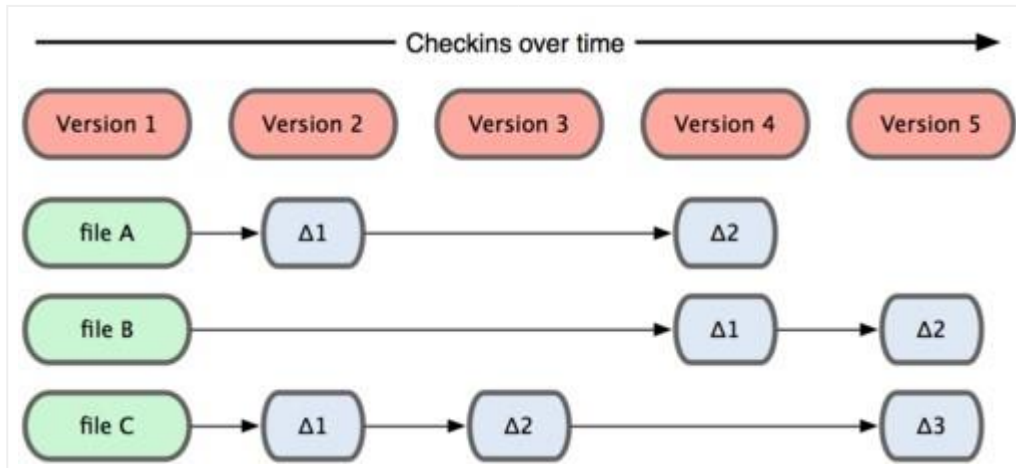 Checkins over time
Version 1 Version 2 Version 3 Version 4 Version 5
file A Δ1 Δ2
file B Δ1 Δ2
file C Δ1 Δ2 Δ3